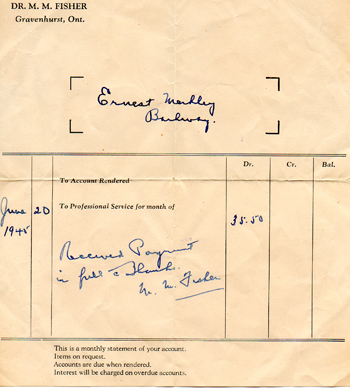 DR. M. M. FISHER
Gravenhurst, Ont.
Ernest Markley
Barkway.
Dr. Cr. Bal.
To Account Rendered
June 20 To Professional Service for month of 35.50
1945
Received Payment
in full Thanks.
M. M. Fisher
This is a monthly statement of your account.
Items on request.
Accounts are due when rendered.
Interest will be charged on overdue accounts.